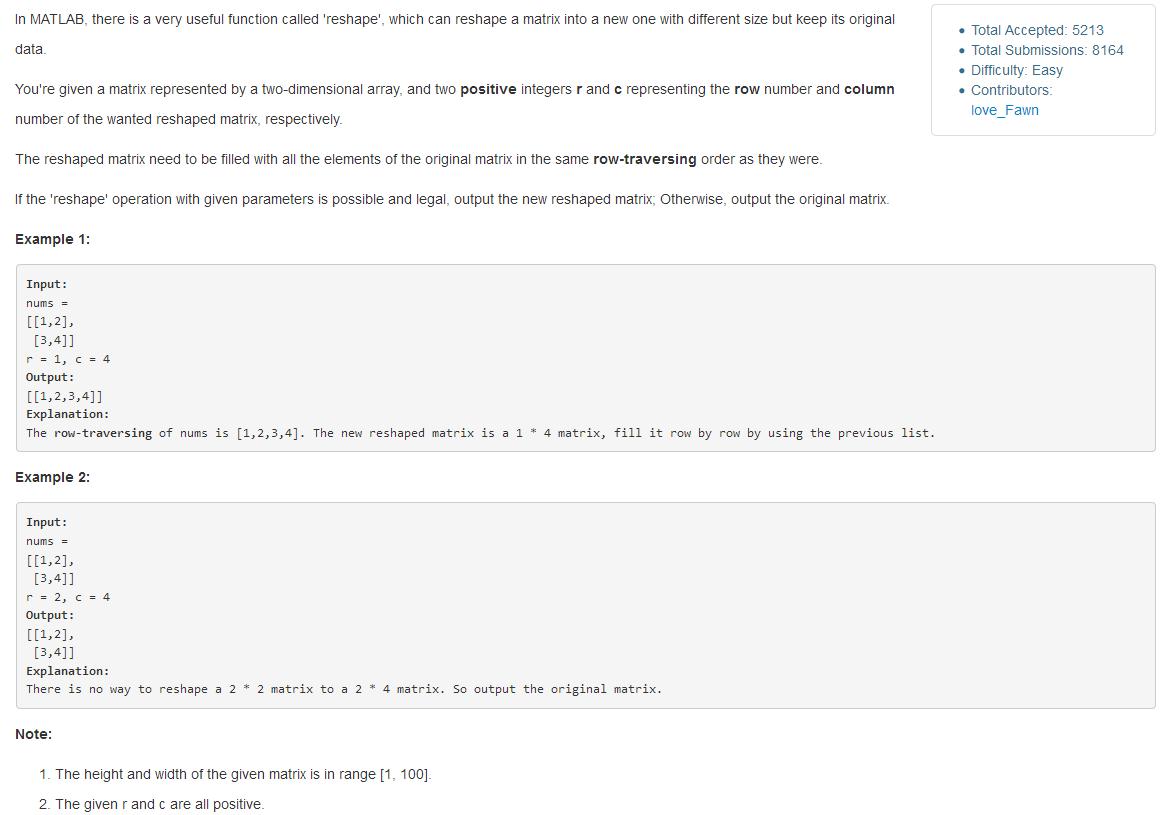 In MATLAB, there is a very useful function called 'reshape', which can reshape a matrix into a new one with different size but keep its original
data.
You're given a matrix represented by a two-dimensional array, and two positive integers r and c representing the row number and column
number of the wanted reshaped matrix, respectively.
The reshaped matrix need to be filled with all the elements of the original matrix in the same row-traversing order as they were.
If the 'reshape' operation with given parameters is possible and legal, output the new reshaped matrix; Otherwise, output the original matrix.
Total Accepted: 5213
Total Submissions: 8164
Difficulty: Easy
Contributors:
love_Fawn
Example 1:
Input:
nums =
[[1,2],
[3,4]]
r = 1, c = 4
Output:
[[1,2,3,4]]
Explanation:
The row-traversing of nums is [1,2,3,4]. The new reshaped matrix is a 1 * 4 matrix, fill it row by row by using the previous list.
Example 2:
Input:
nums =
[[1,2],
[3,4]]
r = 2, c = 4
Output:
[[1,2],
[3,4]]
Explanation:
There is no way to reshape a 2 * 2 matrix to a 2 * 4 matrix. So output the original matrix.
Note:
1. The height and width of the given matrix is in range [1, 100].
2. The given r and c are all positive.